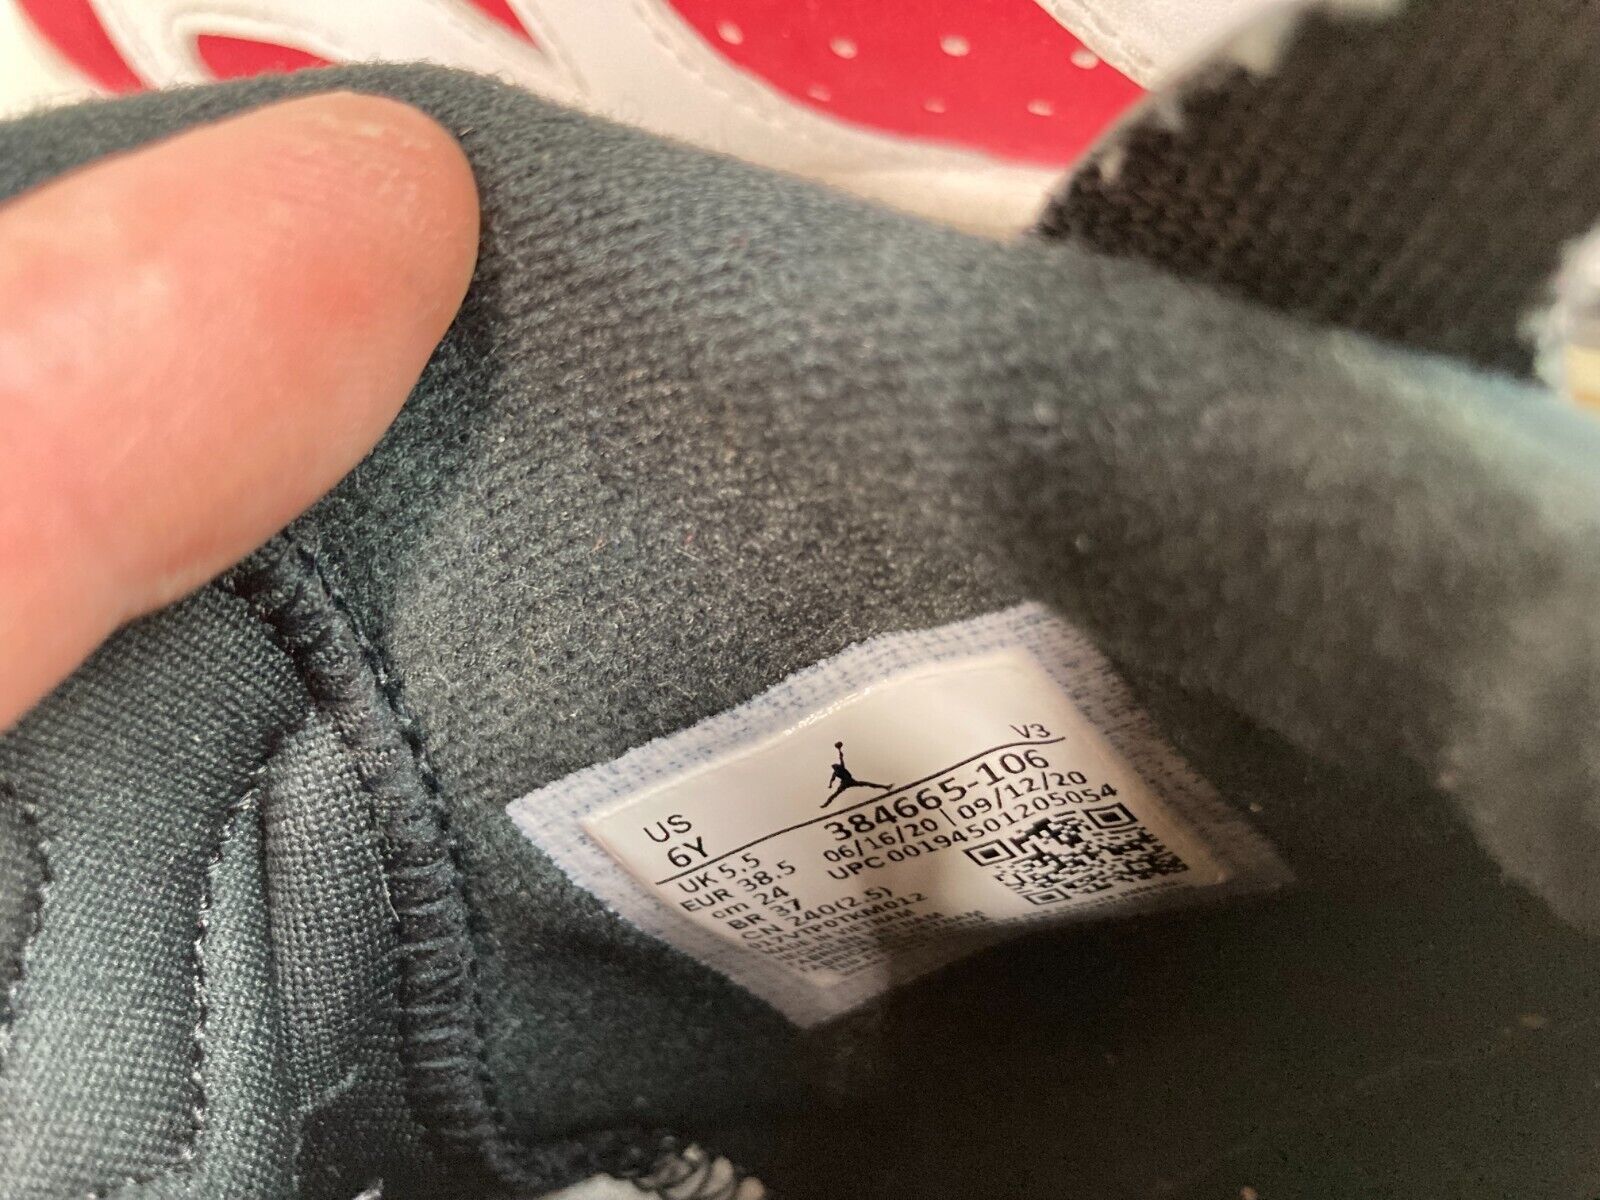 V3
US
6Y
384665-106
06/16/20 | 09/12/20
UPC 00194501205054
UK 5.5
EUR 38.5
cm 24
BR 37
CN 240(2.5)